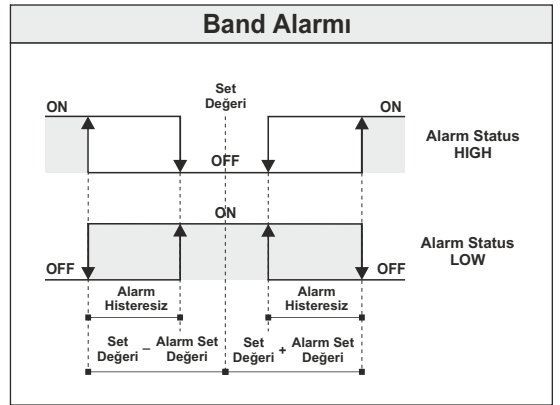 Band Alarmı
Set
Değeri
ON
ON
OFF
Alarm Status
HIGH
ON
OFF
OFF
Alarm Status
LOW
Alarm
Histeresiz
Alarm
Histeresiz
Set
Değeri
–
Alarm Set
Değeri
Set
Değeri
+
Alarm Set
Değeri